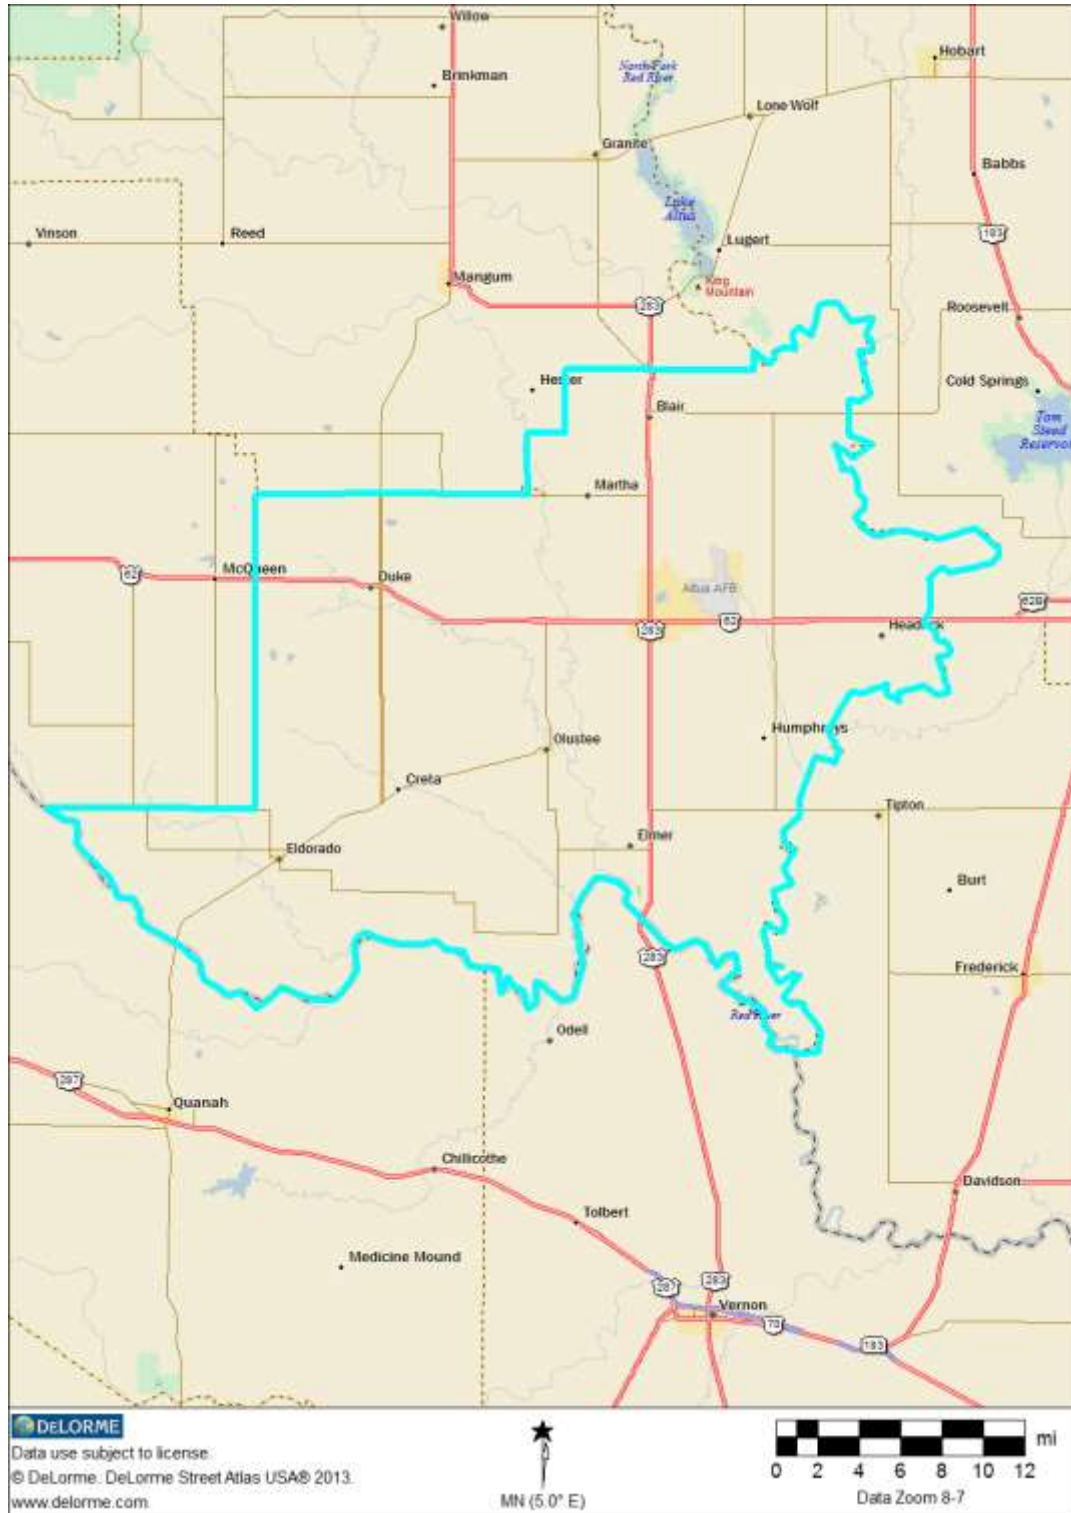 Willow
Hobart
North Fork
Red River
Brinkman
Lone Wolf
Granite
Babbs
Lake
Altus
183
Vinson
Reed
Lugert
Mangum
King
Mountain
283
Roosevelt
Hester
Cold Springs
Blair
Tom
Steed
Reservoir
Martha
62
McQueen
Duke
Altus AFB
62B
283
62
Headrick
Olustee
Humphreys
Creta
Tipton
Elmer
Eldorado
Burt
283
Frederick
Red River
Odell
287
Quanah
Chillicothe
Davidson
Tolbert
Medicine Mound
287
283
Vernon
70
183
DELORME
Data use subject to license.
© DeLorme. DeLorme Street Atlas USA® 2013.
www.delorme.com
MN (5.0° E)
mi
0 2 4 6 8 10 12
Data Zoom 8-7